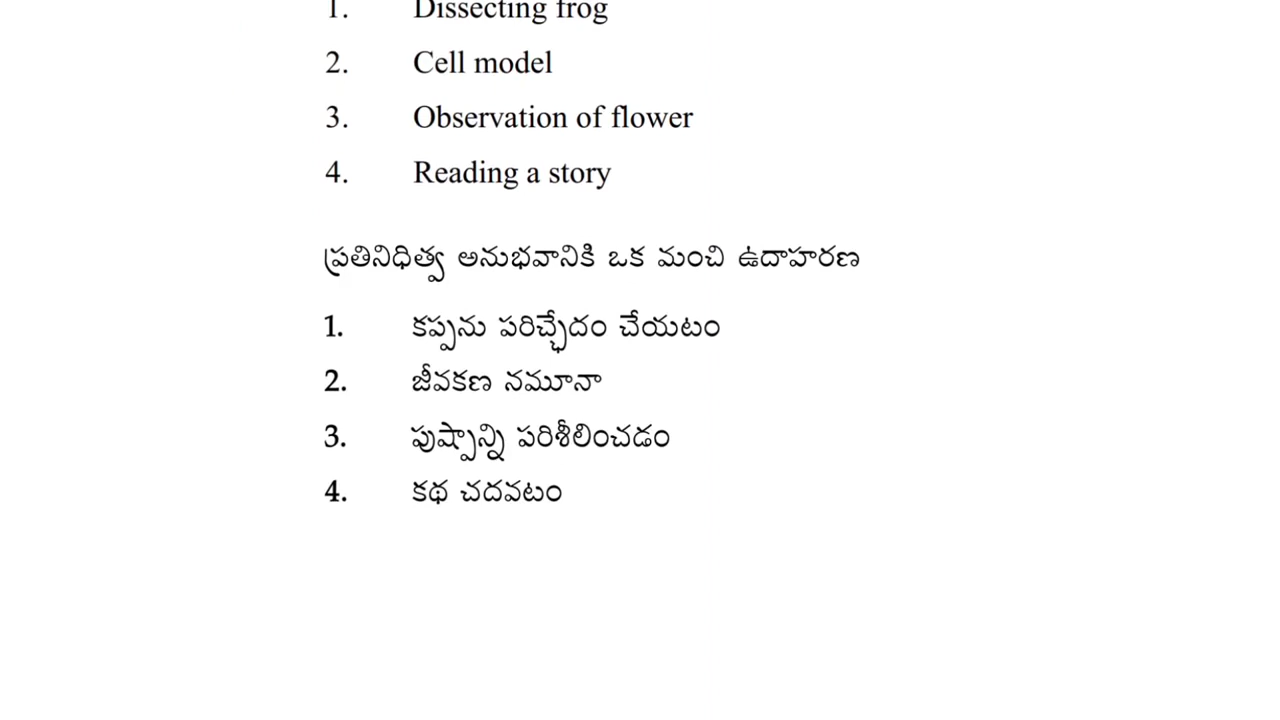 1. Dissecting frog
2. Cell model
3. Observation of flower
4. Reading a story
ప్రతినిధిత్వ అనుభవానికి ఒక మంచి ఉదాహరణ
1. కప్పను పరిచ్ఛేదం చేయటం
2. జీవకణ నమూనా
3. పుష్పాన్ని పరిశీలించడం
4. కథ చదవటం